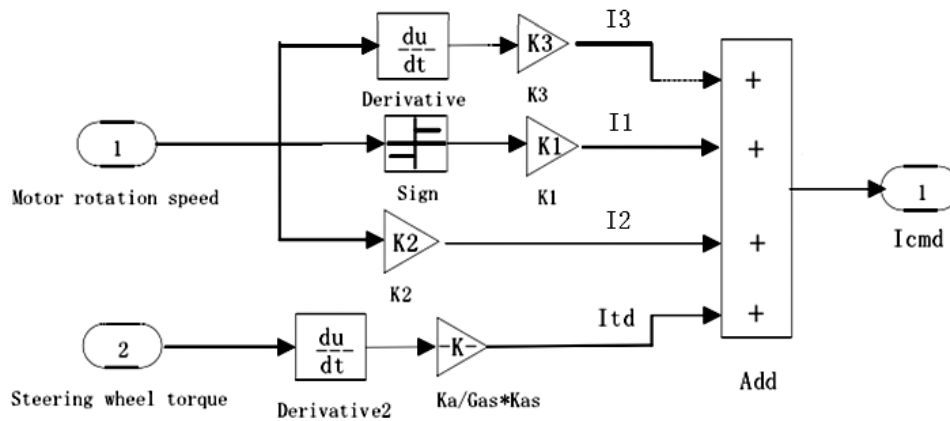 I3
du
dt
K3
+
Derivative
K3
I1
1
K1
+
Sign
K1
Motor rotation speed
1
I2
K2
+
Icmd
K2
Itd
+
2
du
dt
-K-
Add
Steering wheel torque
Derivative2
Ka/Gas*Kas